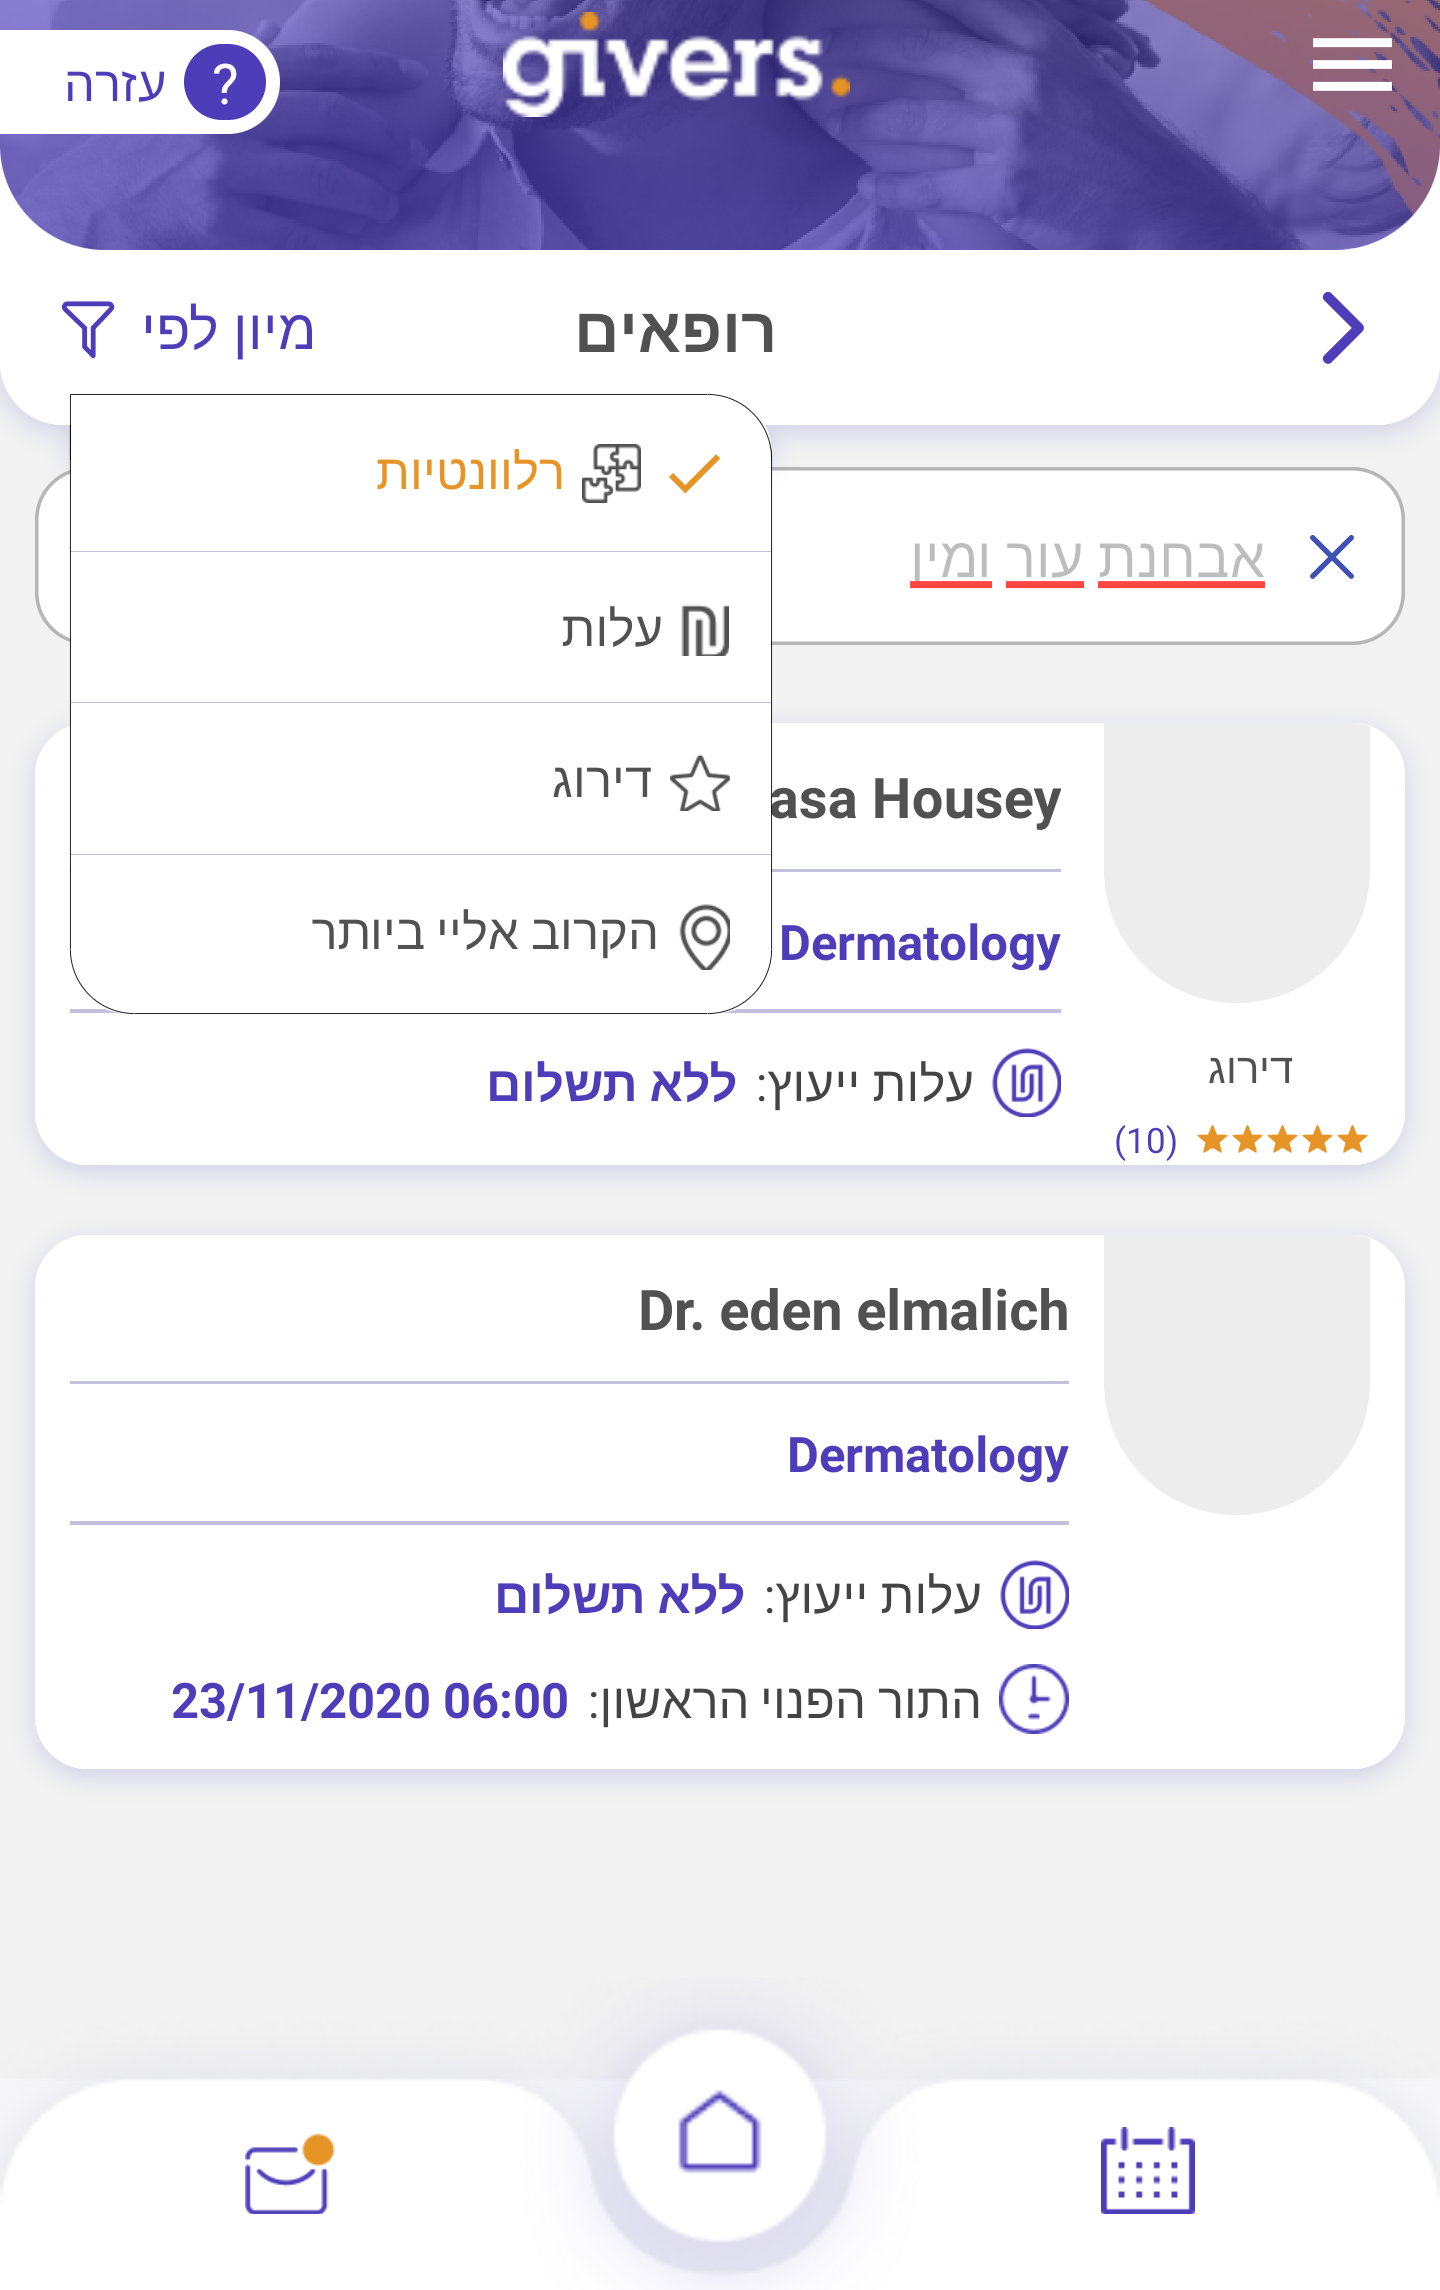 givers.
? עזרה
רופאים
מיון לפי
רלוונטיות
עלות
דירוג
הקרוב אליי ביותר
אבחנת עור ומין
asa Housey
Dermatology
עלות ייעוץ: ללא תשלום
דירוג
(10)
Dr. eden elmalich
Dermatology
עלות ייעוץ: ללא תשלום
התור הפנוי הראשון: 23/11/2020 06:00